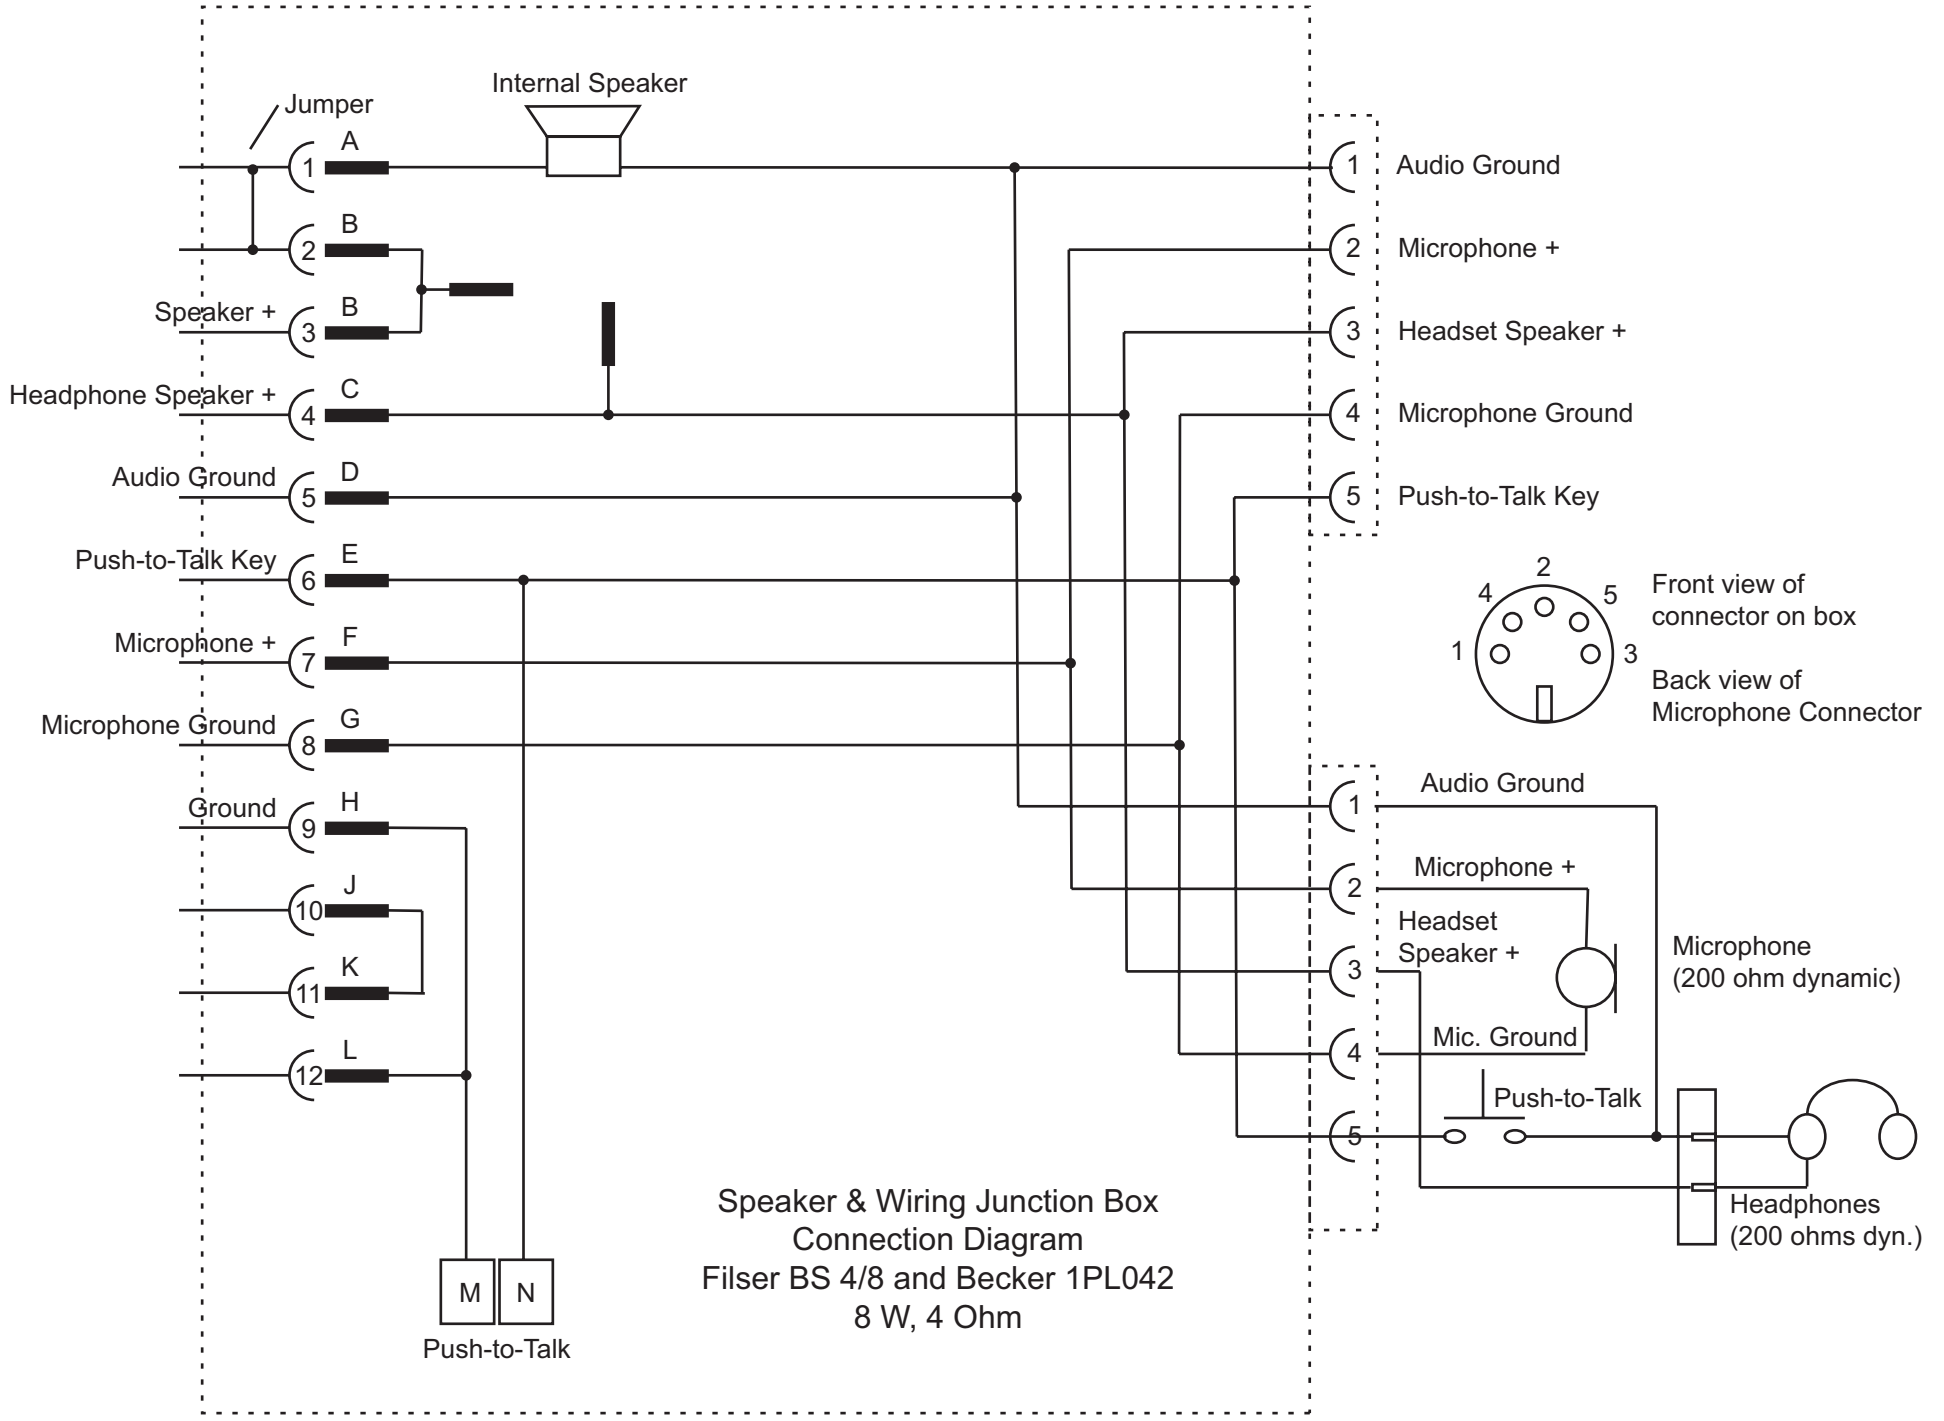 Internal Speaker
Jumper
A
1
B
2
Speaker +
B
3
Headphone Speaker +
C
4
Audio Ground
D
5
Push-to-Talk Key
E
6
Microphone +
F
7
Microphone Ground
G
8
Ground
H
9
J
10
K
11
L
12
M
N
Push-to-Talk
Speaker & Wiring Junction Box
Connection Diagram
Filser BS 4/8 and Becker 1PL042
8 W, 4 Ohm
1
Audio Ground
2
Microphone +
3
Headset Speaker +
4
Microphone Ground
5
Push-to-Talk Key
2
4
5
1
3
Front view of
connector on box
Back view of
Microphone Connector
1
Audio Ground
2
Microphone +
3
Headset
Speaker +
Microphone
(200 ohm dynamic)
4
Mic. Ground
5
Push-to-Talk
Headphones
(200 ohms dyn.)